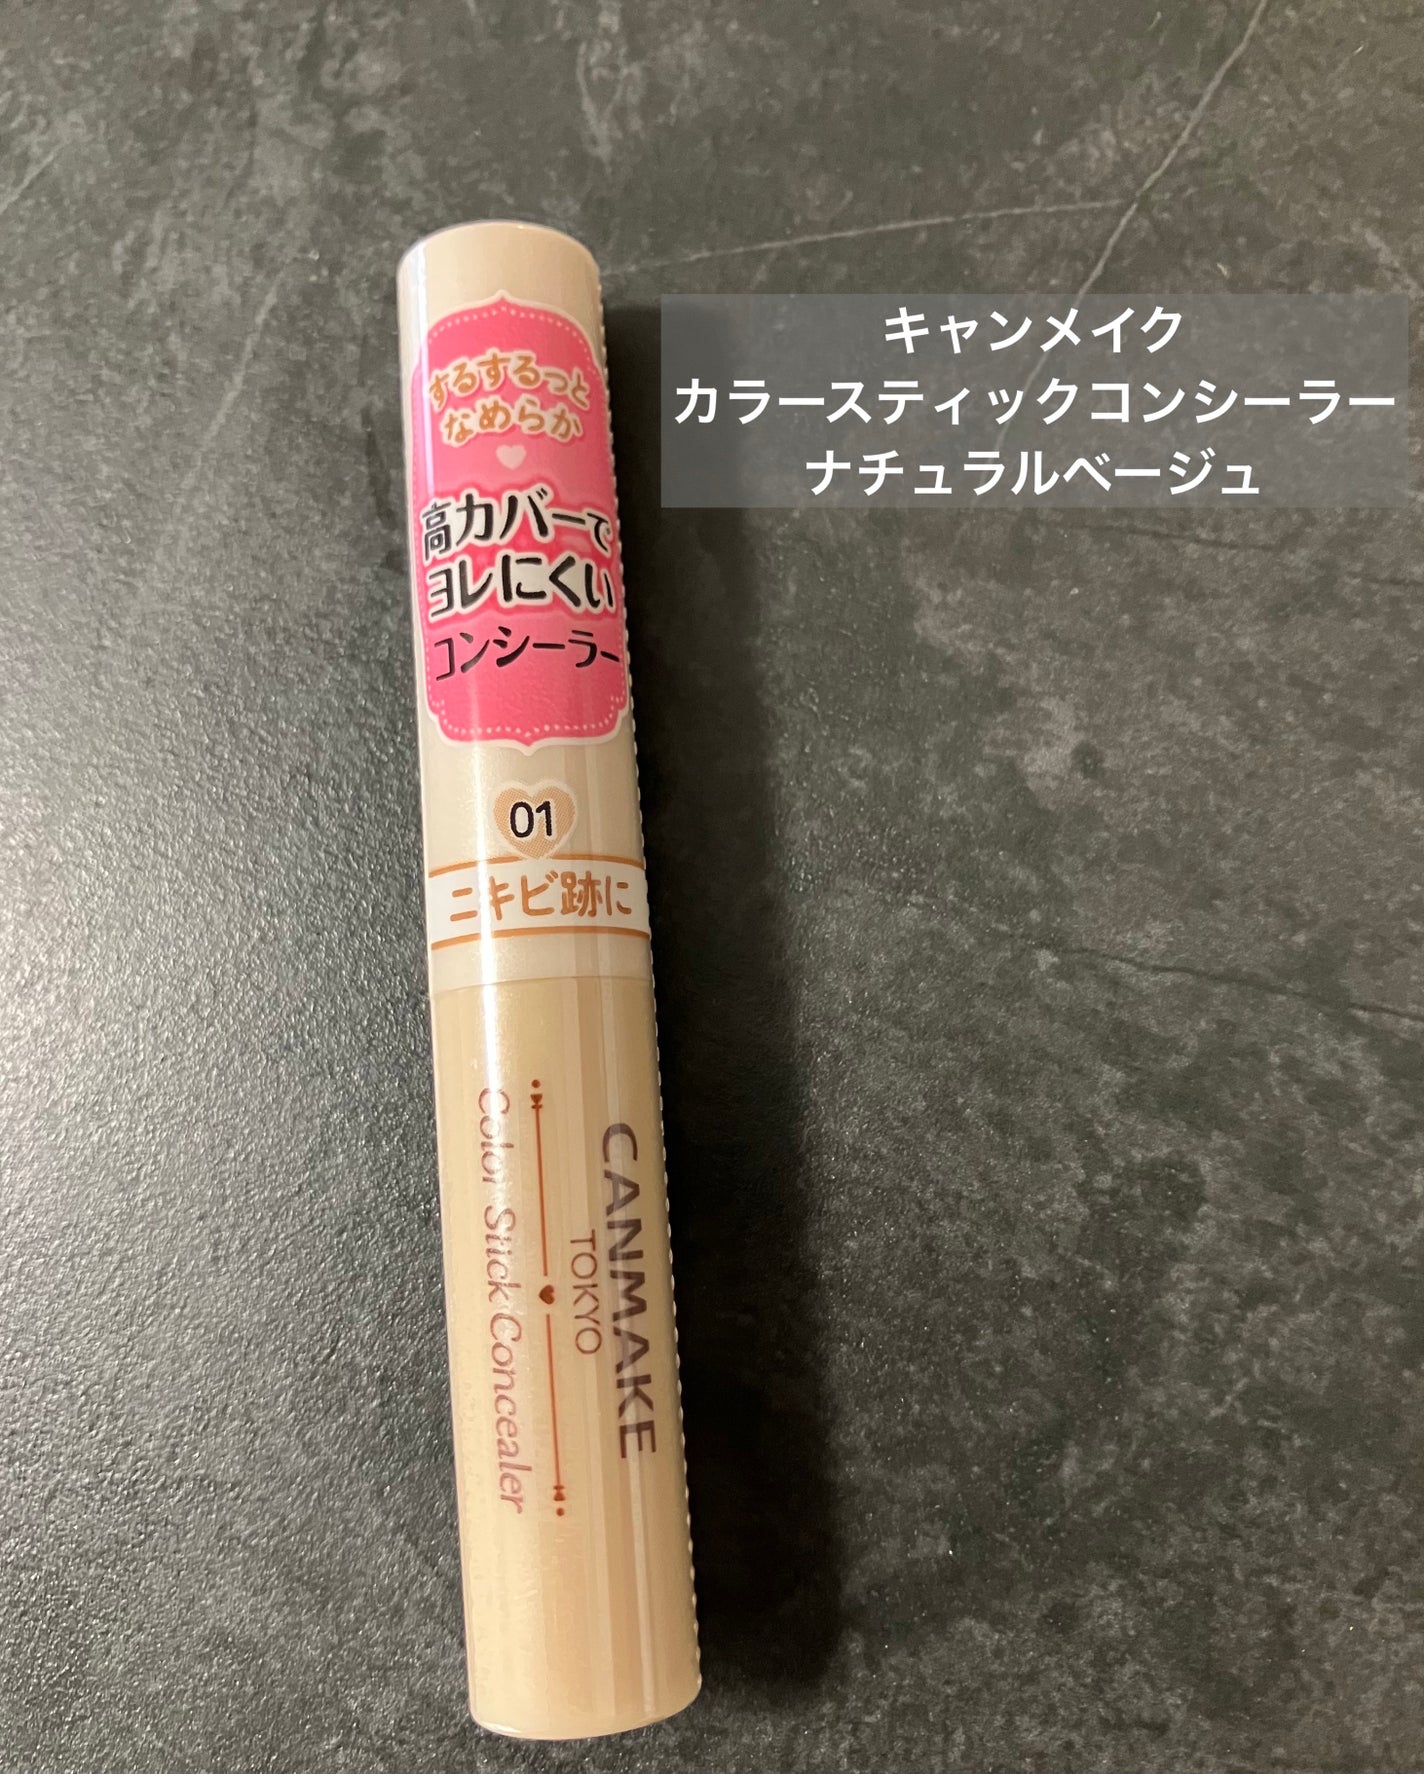 キャンメイク
カラースティックコンシーラー
ナチュラルベージュ
するするっと
なめらか
高カバーで
ヨレにくい
コンシーラー
01
ニキビ跡に
CANMAKE
TOKYO
Color Stick Concealer